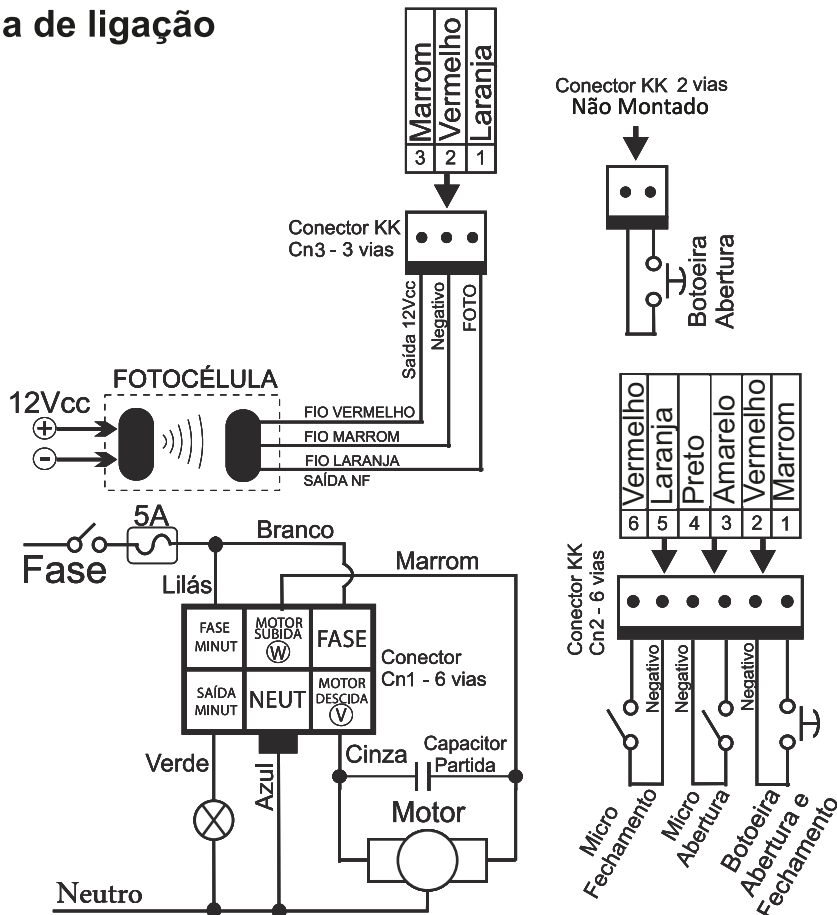 a de ligação
Marrom
Vermelho
Laranja
3 2 1
Conector KK
Cn3 - 3 vias
Saída 12Vcc
Negativo
FOTO
Conector KK 2 vias
Não Montado
Botoeira
Abertura
FOTOCÉLULA
12Vcc
+
-
FIO VERMELHO
FIO MARROM
FIO LARANJA
SAÍDA NF
Vermelho
Laranja
Preto
Amarelo
Vermelho
Marrom
6 5 4 3 2 1
Conector KK
Cn2 - 6 vias
Negativo
Negativo
Negativo
Micro
Fechamento
Micro
Abertura
Botoeira
Abertura e
Fechamento
5A
Fase
Branco
Lilás
Marrom
FASE
MINUT
MOTOR
SUBIDA
W
FASE
SAÍDA
MINUT
NEUT
MOTOR
DESCIDA
V
Conector
Cn1 - 6 vias
Verde
Azul
Cinza
Capacitor
Partida
Motor
Neutro